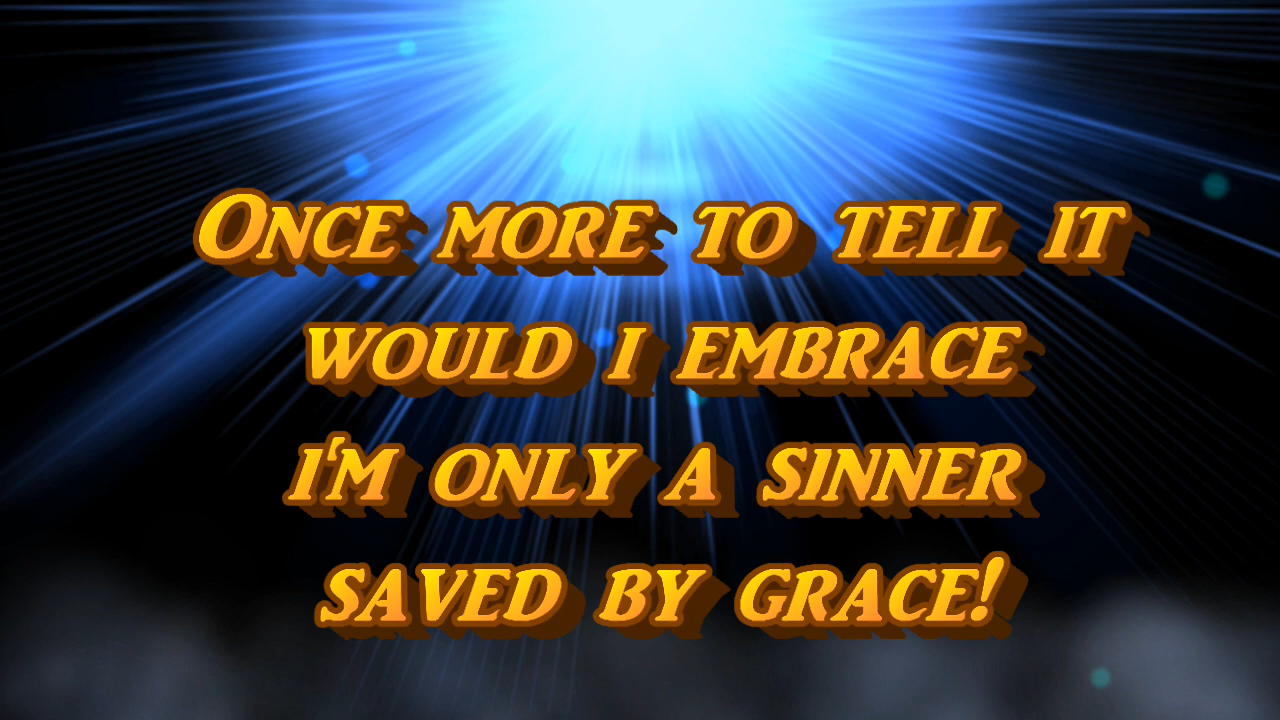 Once more to tell it
would I embrace
I'm only a sinner
saved by grace!